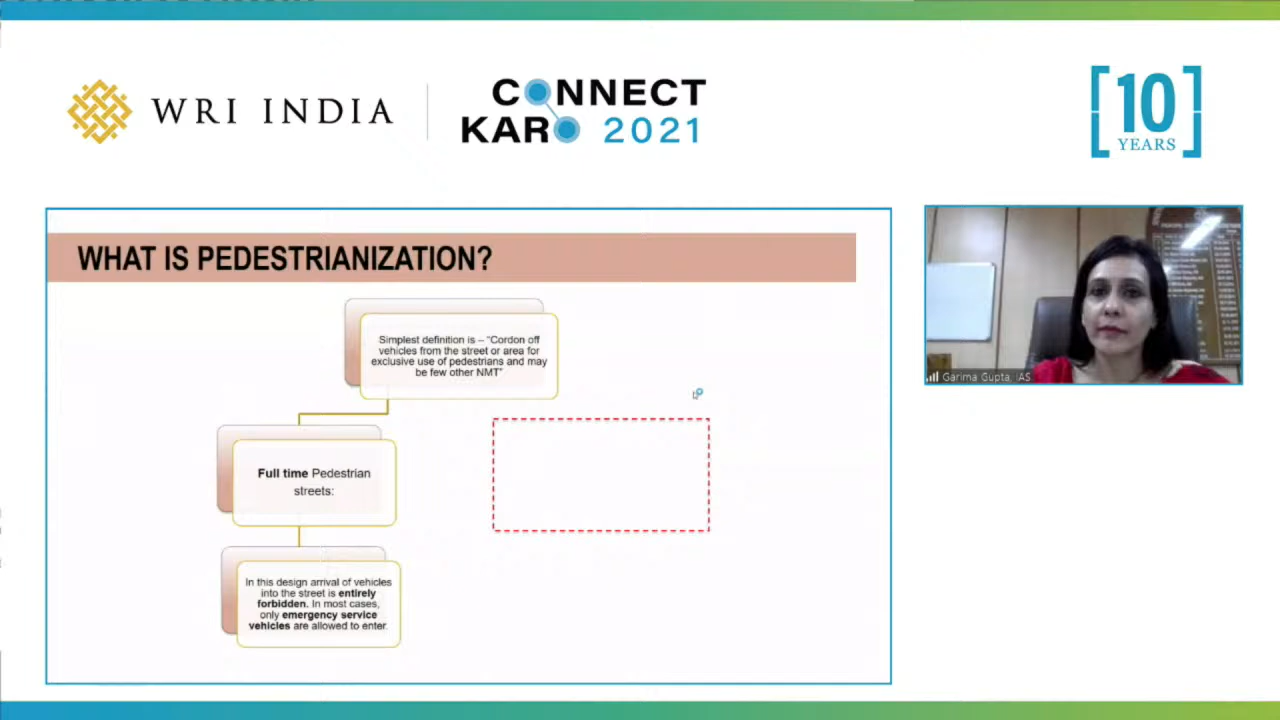 WRI INDIA
CONNECT
KARO 2021
10
YEARS
WHAT IS PEDESTRIANIZATION?
Simplest definition is – "Cordon off
vehicles from the street or area for
exclusive use of pedestrians and may
be few other NMT"
Full time Pedestrian
streets:
In this design arrival of vehicles
into the street is entirely
forbidden. In most cases,
only emergency service
vehicles are allowed to enter.
Garima Gupta, IAS